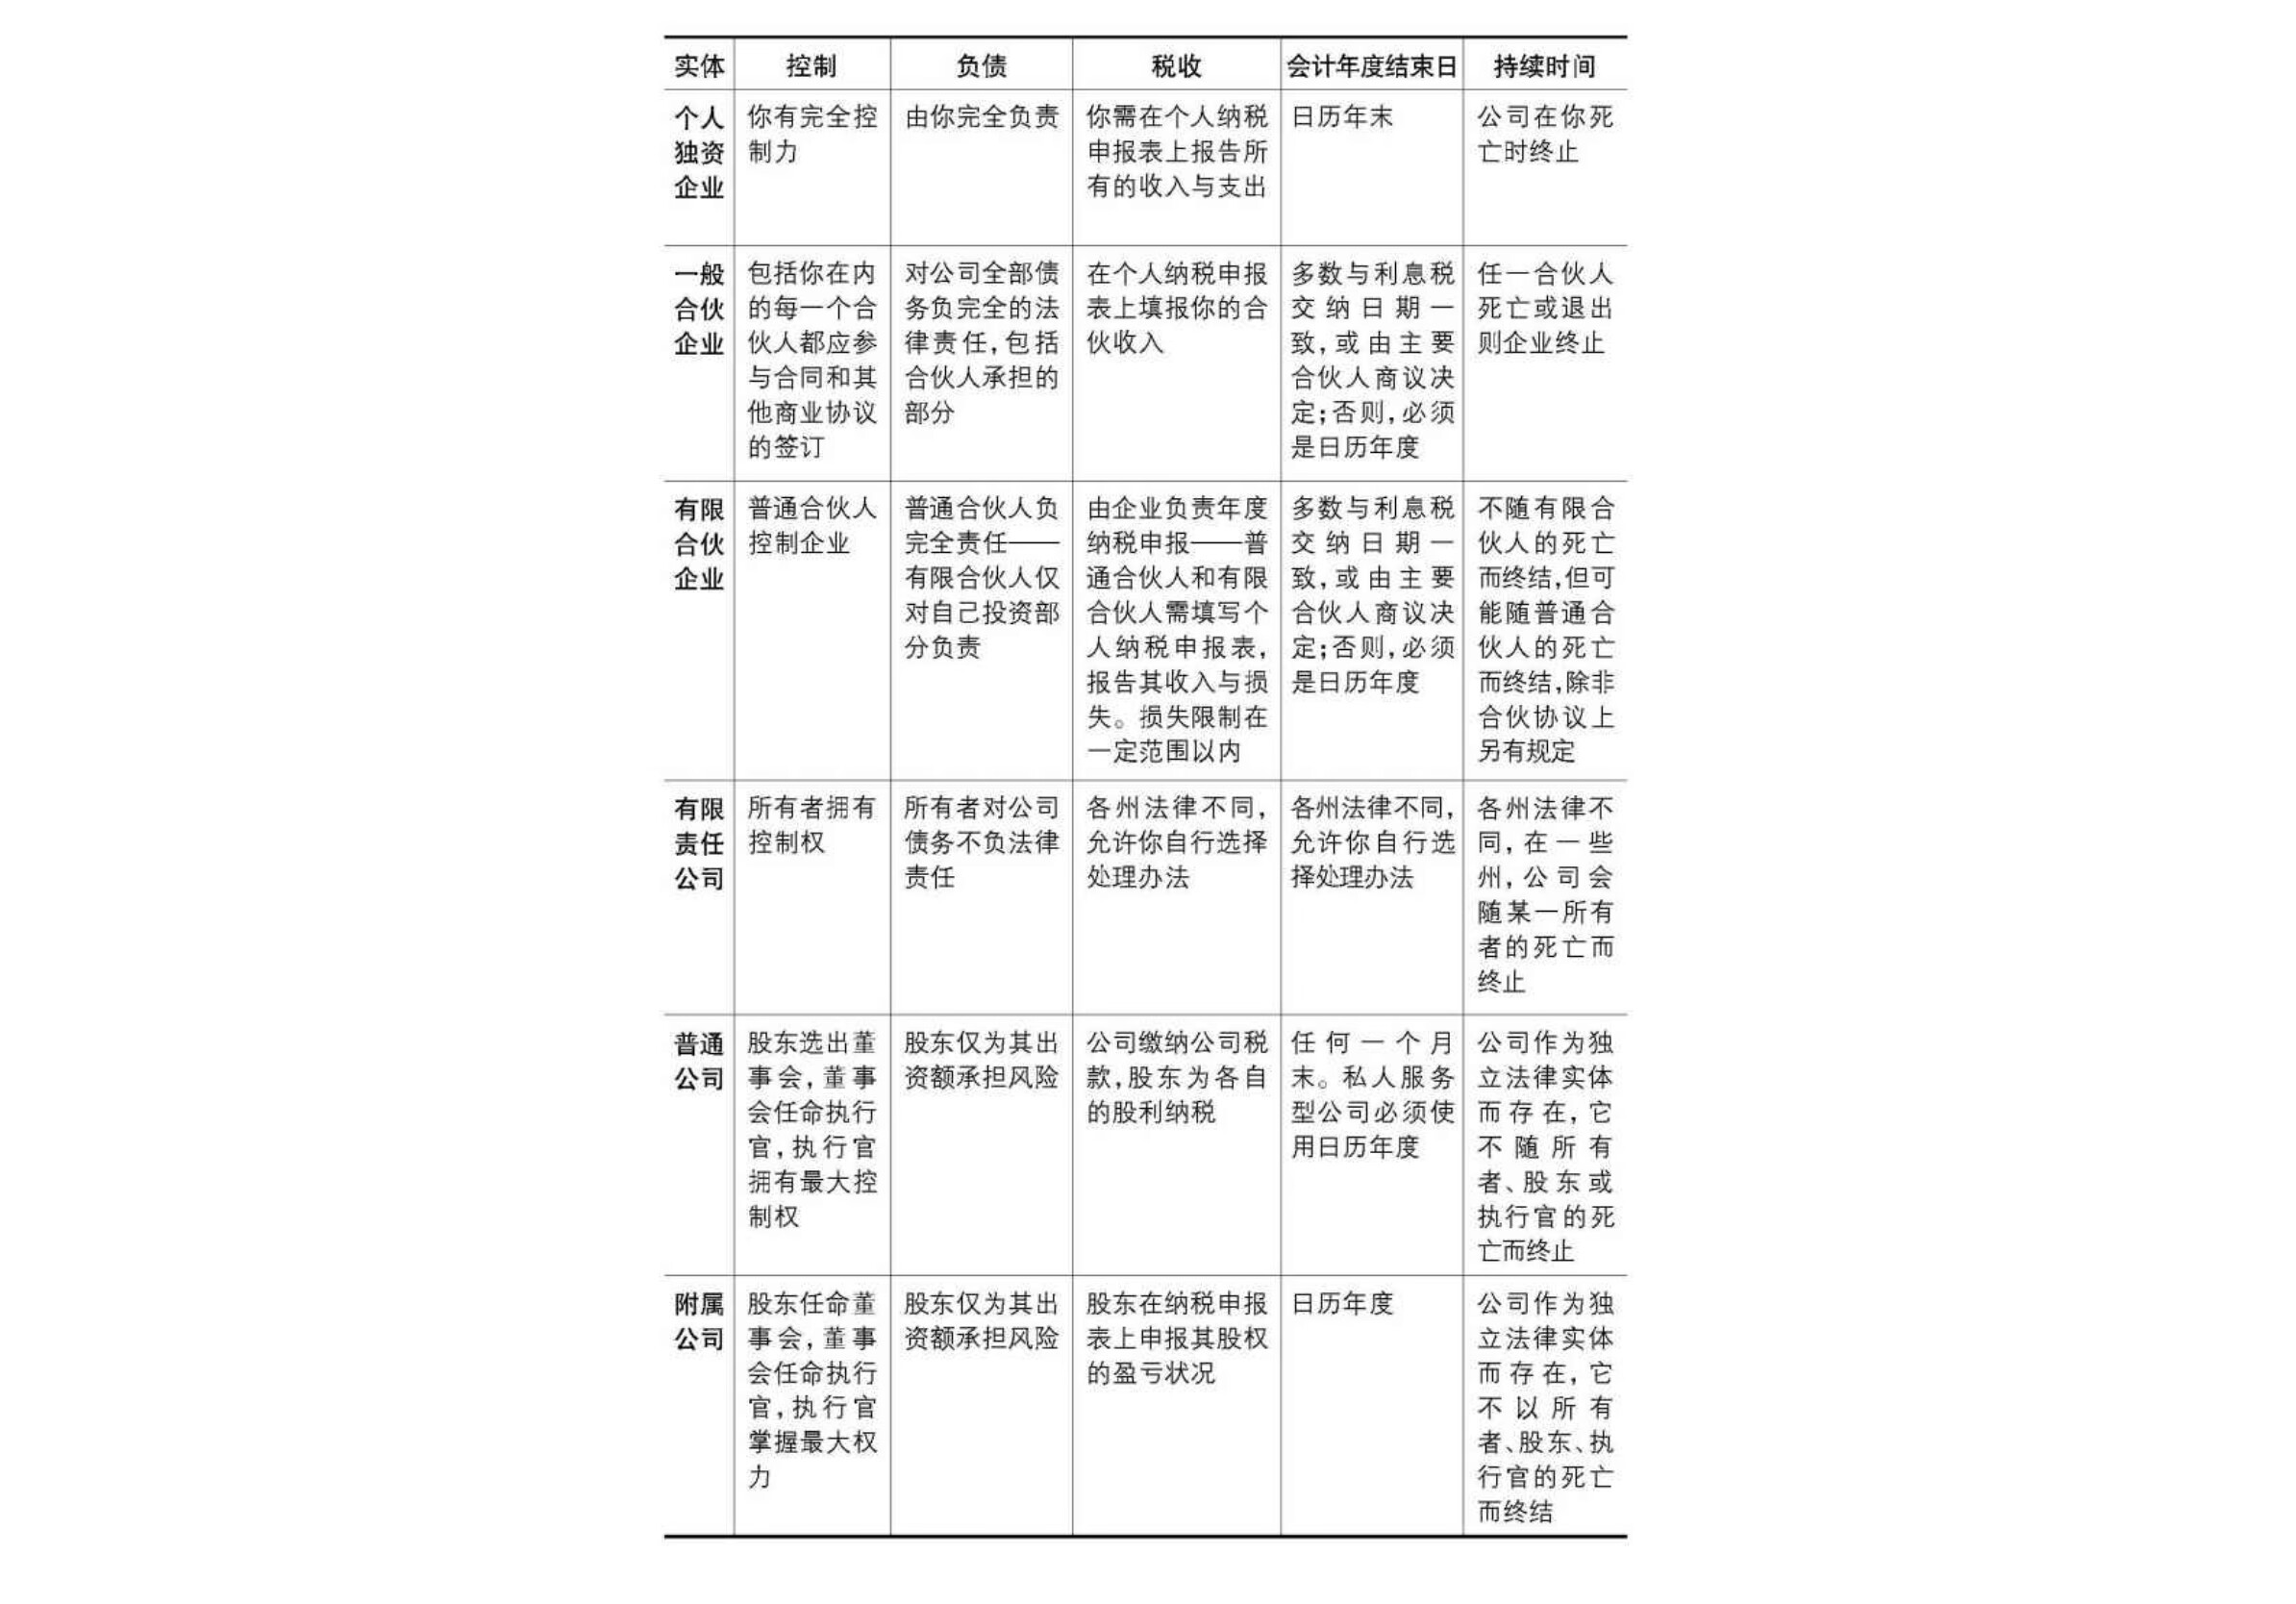 实体 控制 负债 税收 会计年度结束日 持续时间
个人
独资
企业
你有完全控
制力
由你完全负责
你需在个人纳税
申报表上报告所
有的收入与支出
日历年末
公司在你死
亡时终止
一般
合伙
企业
包括你在内
的每一个合
伙人都应参
与合同和其
他商业协议
的签订
对公司全部债
务负完全的法
律责任,包括
合伙人承担的
部分
在个人纳税申报
表上填报你的合
伙收入
多数与利息税
交纳日期一
致,或由主要
合伙人商议决
定;否则,必须
是日历年度
任一合伙人
死亡或退出
则企业终止
有限
合伙
企业
普通合伙人
控制企业
普通合伙人负
完全责任——
有限合伙人仅
对自己投资部
分负责
由企业负责年度
纳税申报——普
通合伙人和有限
合伙人需填写个
人纳税申报表,
报告其收入与损
失。损失限制在
一定范围以内
多数与利息税
交纳日期一
致,或由主要
合伙人商议决
定;否则,必须
是日历年度
不随有限合
伙人的死亡
而终结,但可
能随普通合
伙人的死亡
而终结,除非
合伙协议上
另有规定
有限
责任
公司
所有者拥有
控制权
所有者对公司
债务不负法律
责任
各州法律不同,
允许你自行选择
处理办法
各州法律不同,
允许你自行选
择处理办法
各州法律不
同,在一些
州,公司会
随某一所有
者的死亡而
终止
普通
公司
股东选出董
事会,董事
会任命执行
官,执行官
拥有最大控
制权
股东仅为其出
资额承担风险
公司缴纳公司税
款,股东为各自
的股利纳税
任何一个月
末。私人服务
型公司必须使
用日历年度
公司作为独
立法律实体
而存在,它
不随所有
者、股东或
执行官的死
亡而终止
附属
公司
股东任命董
事会,董事
会任命执行
官,执行官
掌握最大权
力
股东仅为其出
资额承担风险
股东在纳税申报
表上申报其股权
的盈亏状况
日历年度
公司作为独
立法律实体
而存在,它
不以所有
者、股东、执
行官的死亡
而终结